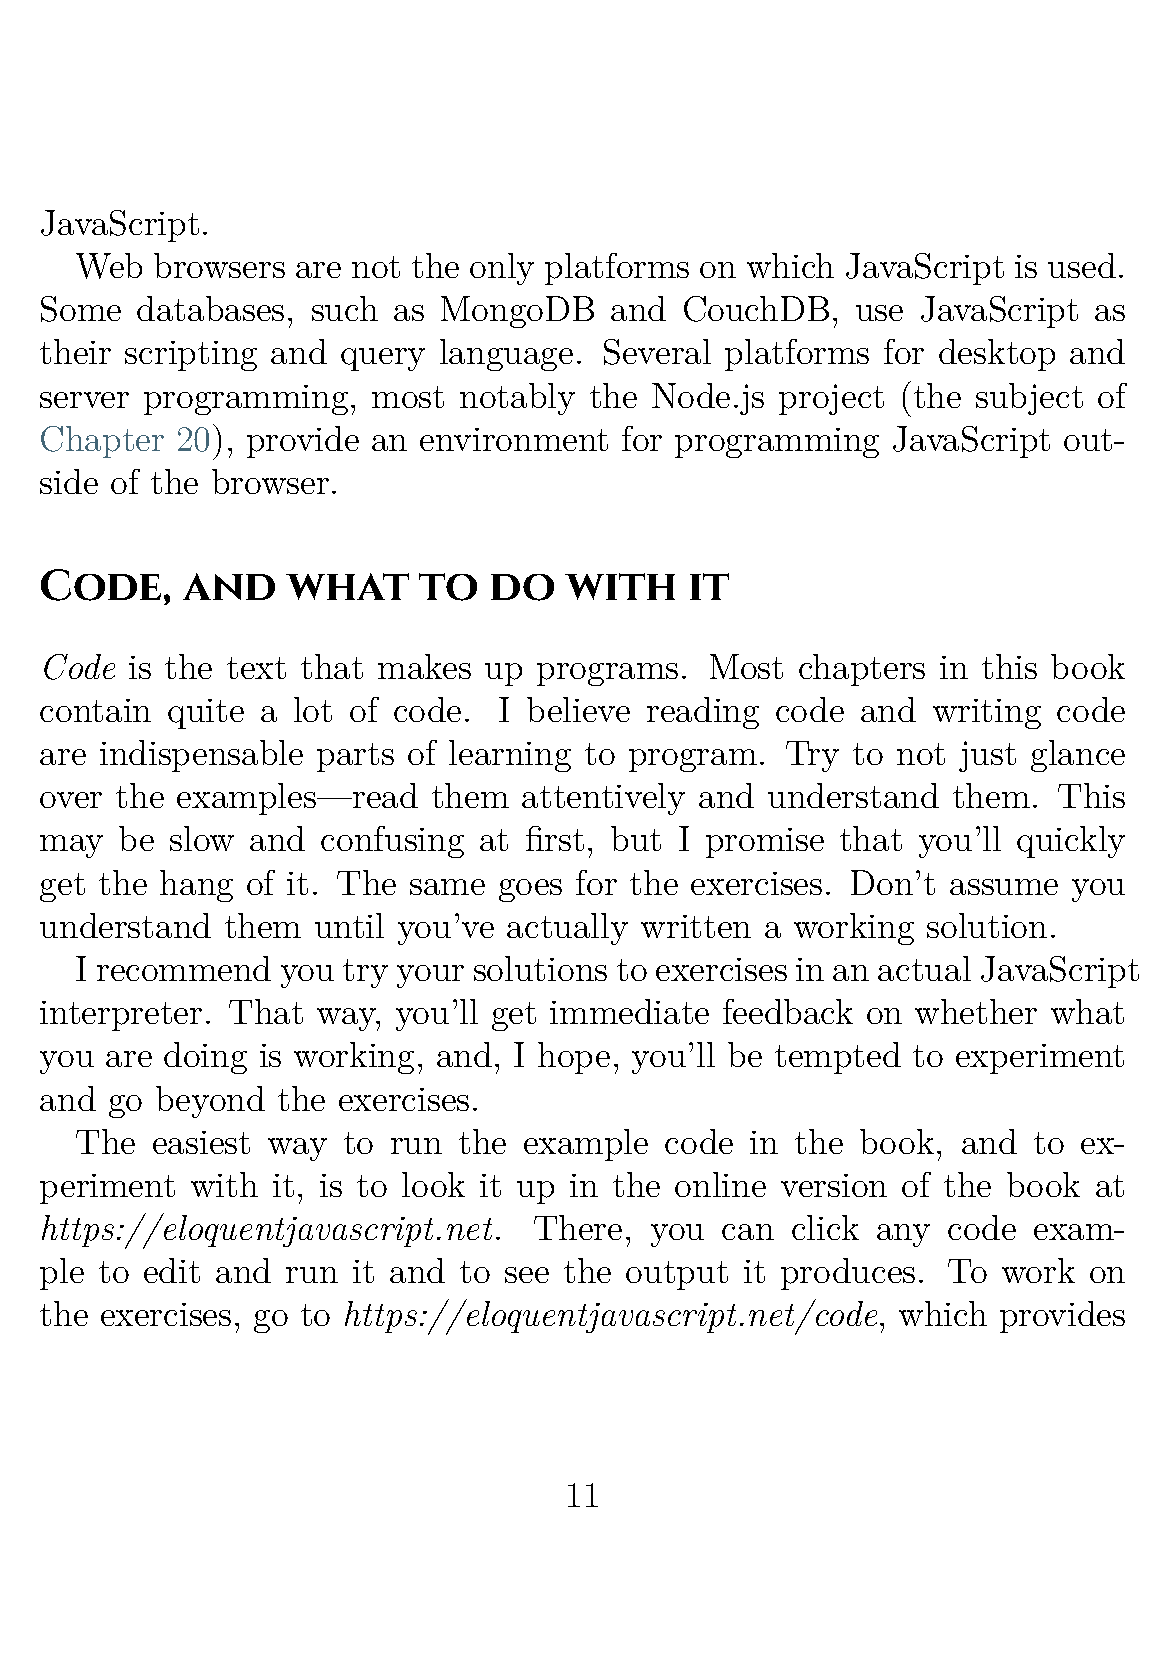 JavaScript.
Web browsers are not the only platforms on which JavaScript is used.
Some databases, such as MongoDB and CouchDB, use JavaScript as
their scripting and query language. Several platforms for desktop and
server programming, most notably the Node.js project (the subject of
Chapter 20), provide an environment for programming JavaScript out-
side of the browser.
Code, and what to do with it
Code is the text that makes up programs. Most chapters in this book
contain quite a lot of code. I believe reading code and writing code
are indispensable parts of learning to program. Try to not just glance
over the examples—read them attentively and understand them. This
may be slow and confusing at first, but I promise that you'll quickly
get the hang of it. The same goes for the exercises. Don't assume you
understand them until you've actually written a working solution.
I recommend you try your solutions to exercises in an actual JavaScript
interpreter. That way, you'll get immediate feedback on whether what
you are doing is working, and, I hope, you'll be tempted to experiment
and go beyond the exercises.
The easiest way to run the example code in the book, and to ex-
periment with it, is to look it up in the online version of the book at
https://eloquentjavascript.net. There, you can click any code exam-
ple to edit and run it and to see the output it produces. To work on
the exercises, go to https://eloquentjavascript.net/code, which provides
11